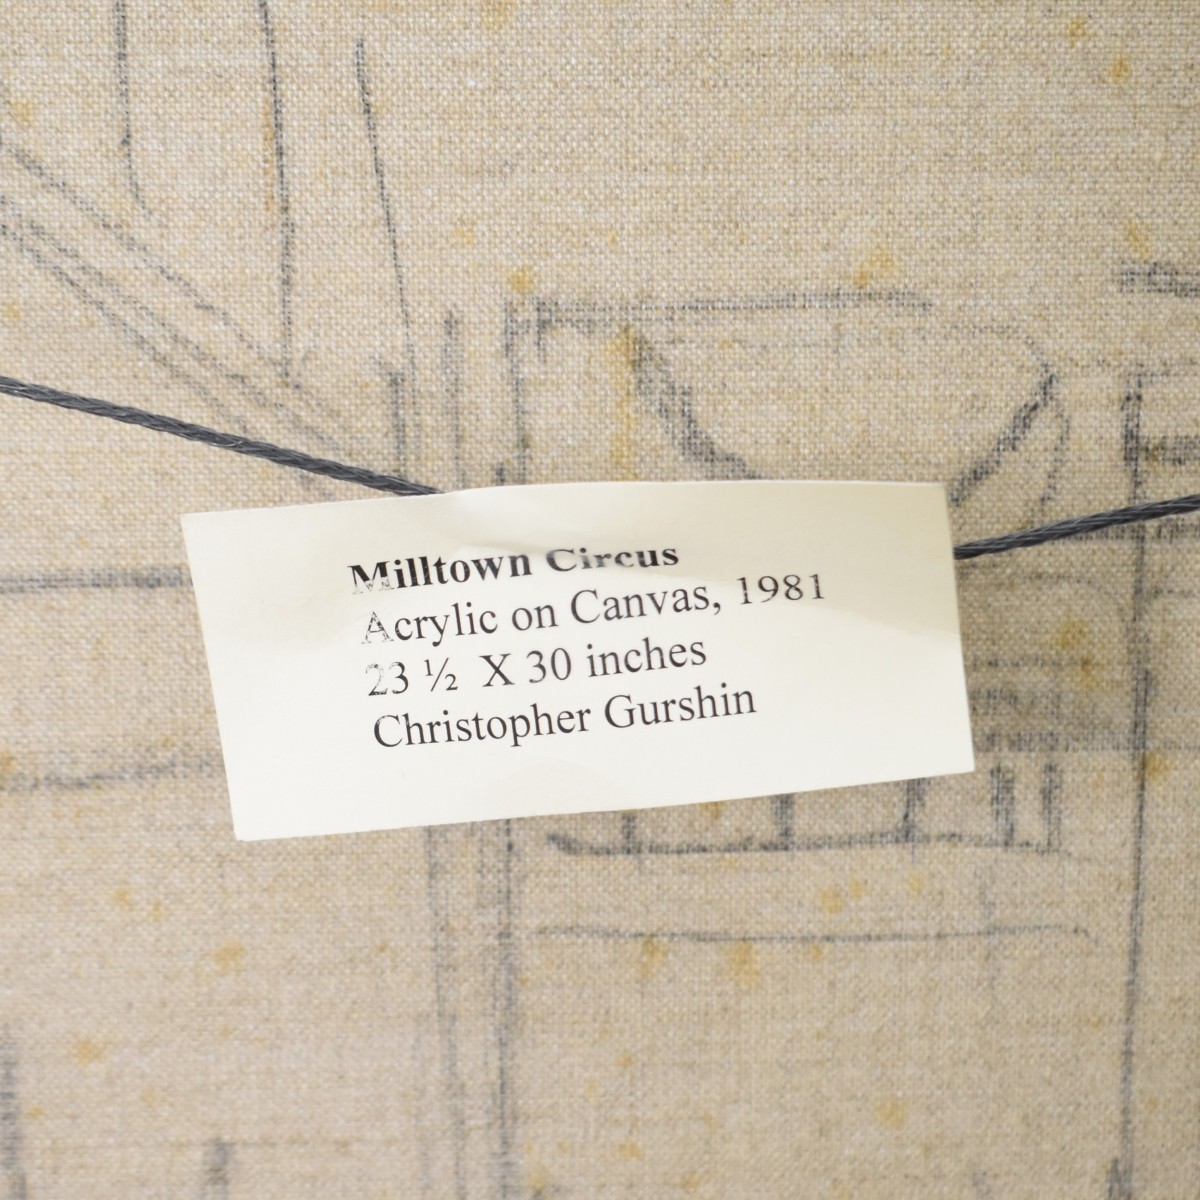 Milltown Circus
Acrylic on Canvas, 1981
23 ½ X 30 inches
Christopher Gurshin